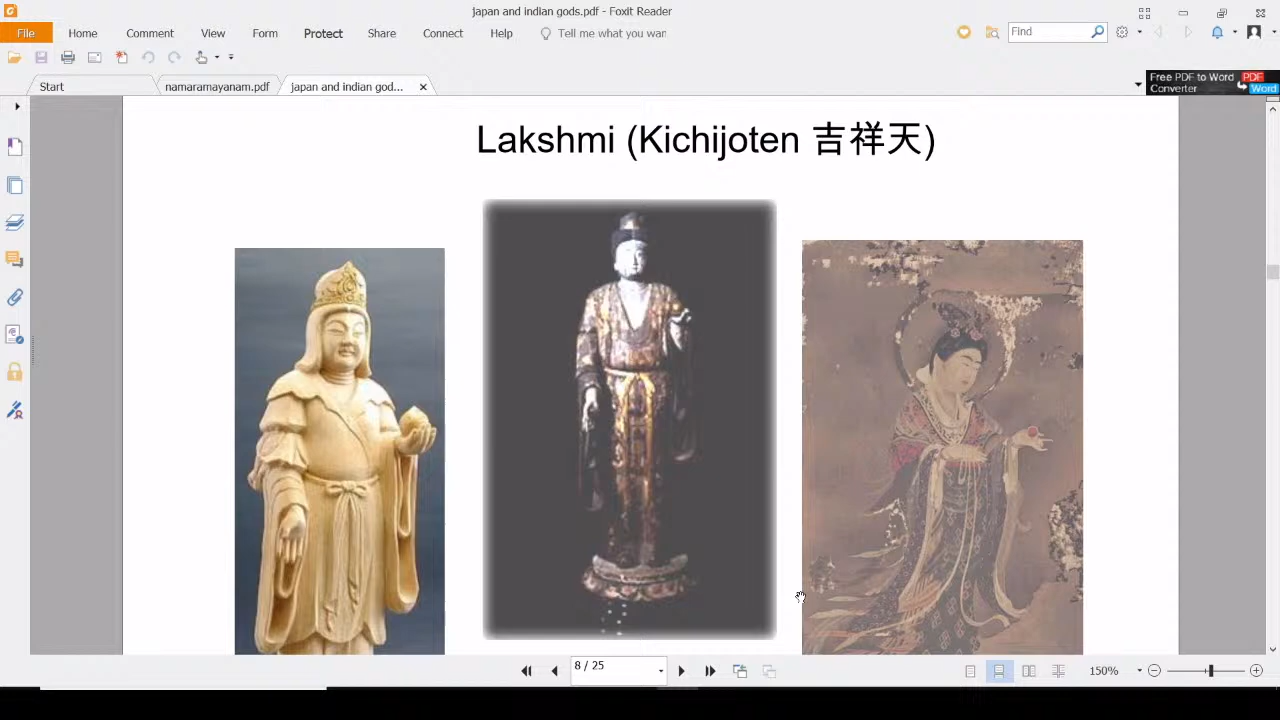 japan and indian gods.pdf - Foxit Reader
File Home Comment View Form Protect Share Connect Help Tell me what you wan Find
Start namaramayanam.pdf japan and indian god... Free PDF to Word PDF
Converter Word
Lakshmi (Kichijoten 吉祥天)
8 / 25 150%